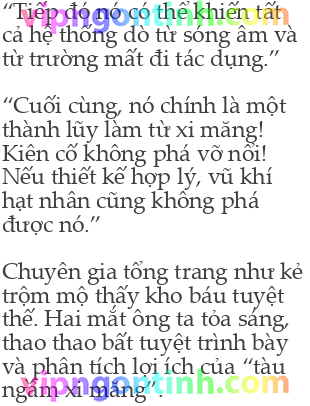 “Tiếp đó nó có thể khiến tất
cả hệ thống dò từ sóng âm và
từ trường mất đi tác dụng.”
“Cuối cùng, nó chính là một
thành lũy làm từ xi măng!
Kiên cố không phá vỡ nổi!
Nếu thiết kế hợp lý, vũ khí
hạt nhân cũng không phá
được nó.”
Chuyên gia tổng trang như kẻ
trộm mộ thấy kho báu tuyệt
thế. Hai mắt ông ta tỏa sáng,
thao thao bất tuyệt trình bày
và phân tích lợi ích của “tàu
ngầm xi măng”.
vipngontinh.com
vipngontinh.com